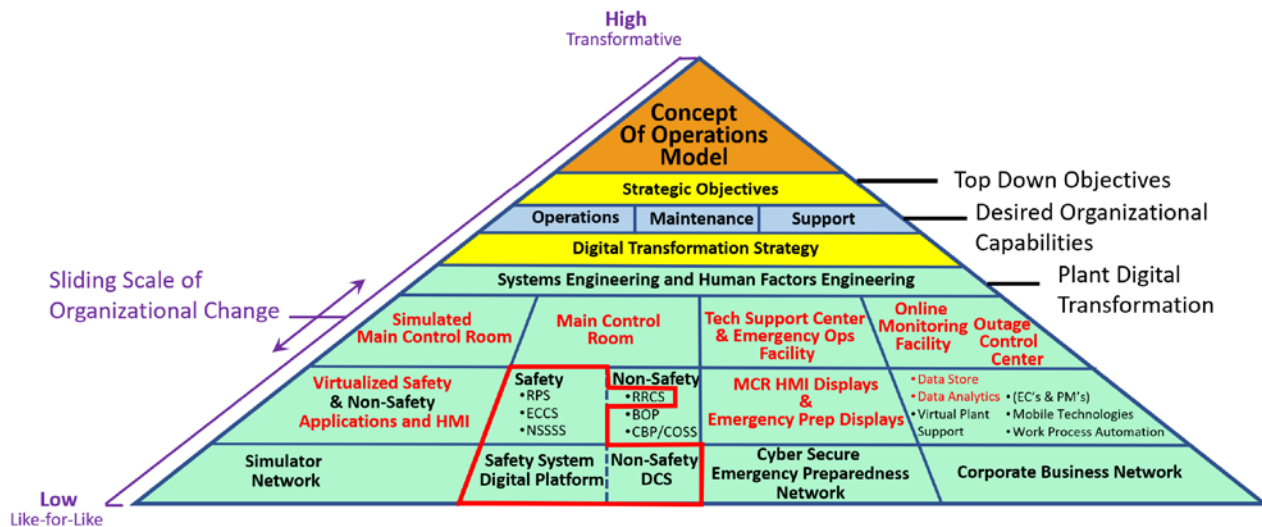 High
Transformative
Concept
Of Operations
Model
Strategic Objectives
Top Down Objectives
Operations
Maintenance
Support
Desired Organizational
Capabilities
Digital Transformation Strategy
Systems Engineering and Human Factors Engineering
Plant Digital
Transformation
Sliding Scale of
Organizational Change
Simulated
Main Control Room
Main Control
Room
Tech Support Center
& Emergency Ops
Facility
Online
Monitoring
Facility
Outage
Control
Center
Virtualized Safety
& Non-Safety
Applications and HMI
Safety
•RPS
•ECCS
•NSSSS
Non-Safety
•RRCS
•BOP
•CBP/COSS
MCR HMI Displays
&
Emergency Prep Displays
•Data Store
•Data Analytics
•Virtual Plant
Support
•(EC's & PM's)
•Mobile Technologies
•Work Process Automation
Simulator
Network
Safety System
Digital Platform
Non-Safety
DCS
Cyber Secure
Emergency Preparedness
Network
Corporate Business Network
Low
Like-for-Like